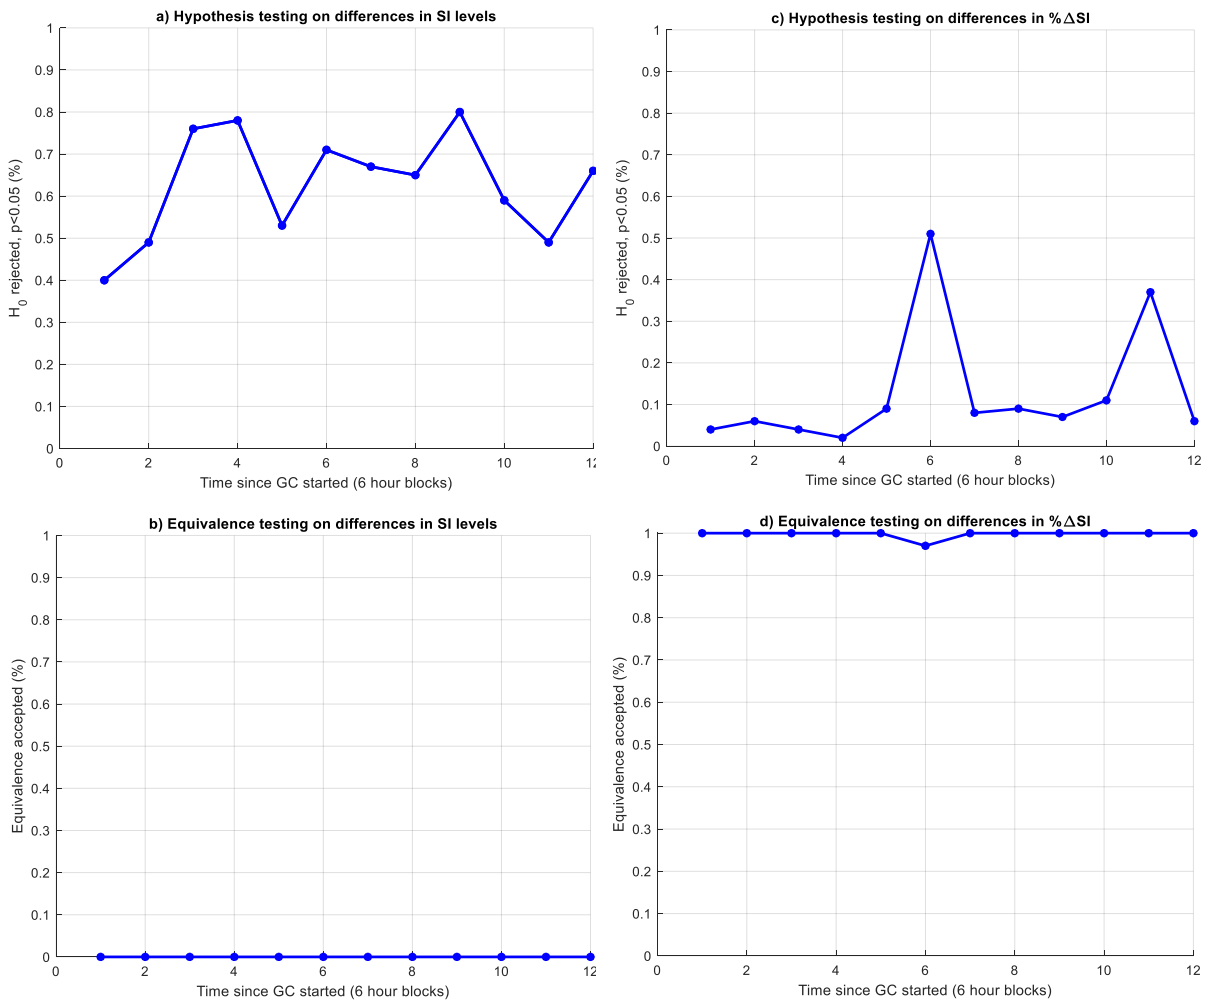 a) Hypothesis testing on differences in SI levels
1
0.9
0.8
0.7
0.6
0.5
0.4
0.3
0.2
0.1
0
H0 rejected, p<0.05 (%)
0 2 4 6 8 10 12
Time since GC started (6 hour blocks)
c) Hypothesis testing on differences in %ΔSI
1
0.9
0.8
0.7
0.6
0.5
0.4
0.3
0.2
0.1
0
H0 rejected, p<0.05 (%)
0 2 4 6 8 10 12
Time since GC started (6 hour blocks)
b) Equivalence testing on differences in SI levels
1
0.9
0.8
0.7
0.6
0.5
0.4
0.3
0.2
0.1
0
Equivalence accepted (%)
0 2 4 6 8 10 12
Time since GC started (6 hour blocks)
d) Equivalence testing on differences in %ΔSI
1
0.9
0.8
0.7
0.6
0.5
0.4
0.3
0.2
0.1
0
Equivalence accepted (%)
0 2 4 6 8 10 12
Time since GC started (6 hour blocks)